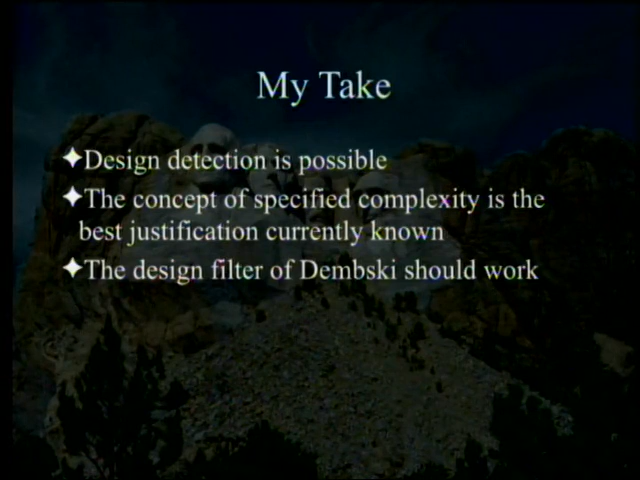 My Take
✦Design detection is possible
✦The concept of specified complexity is the
best justification currently known
✦The design filter of Dembski should work